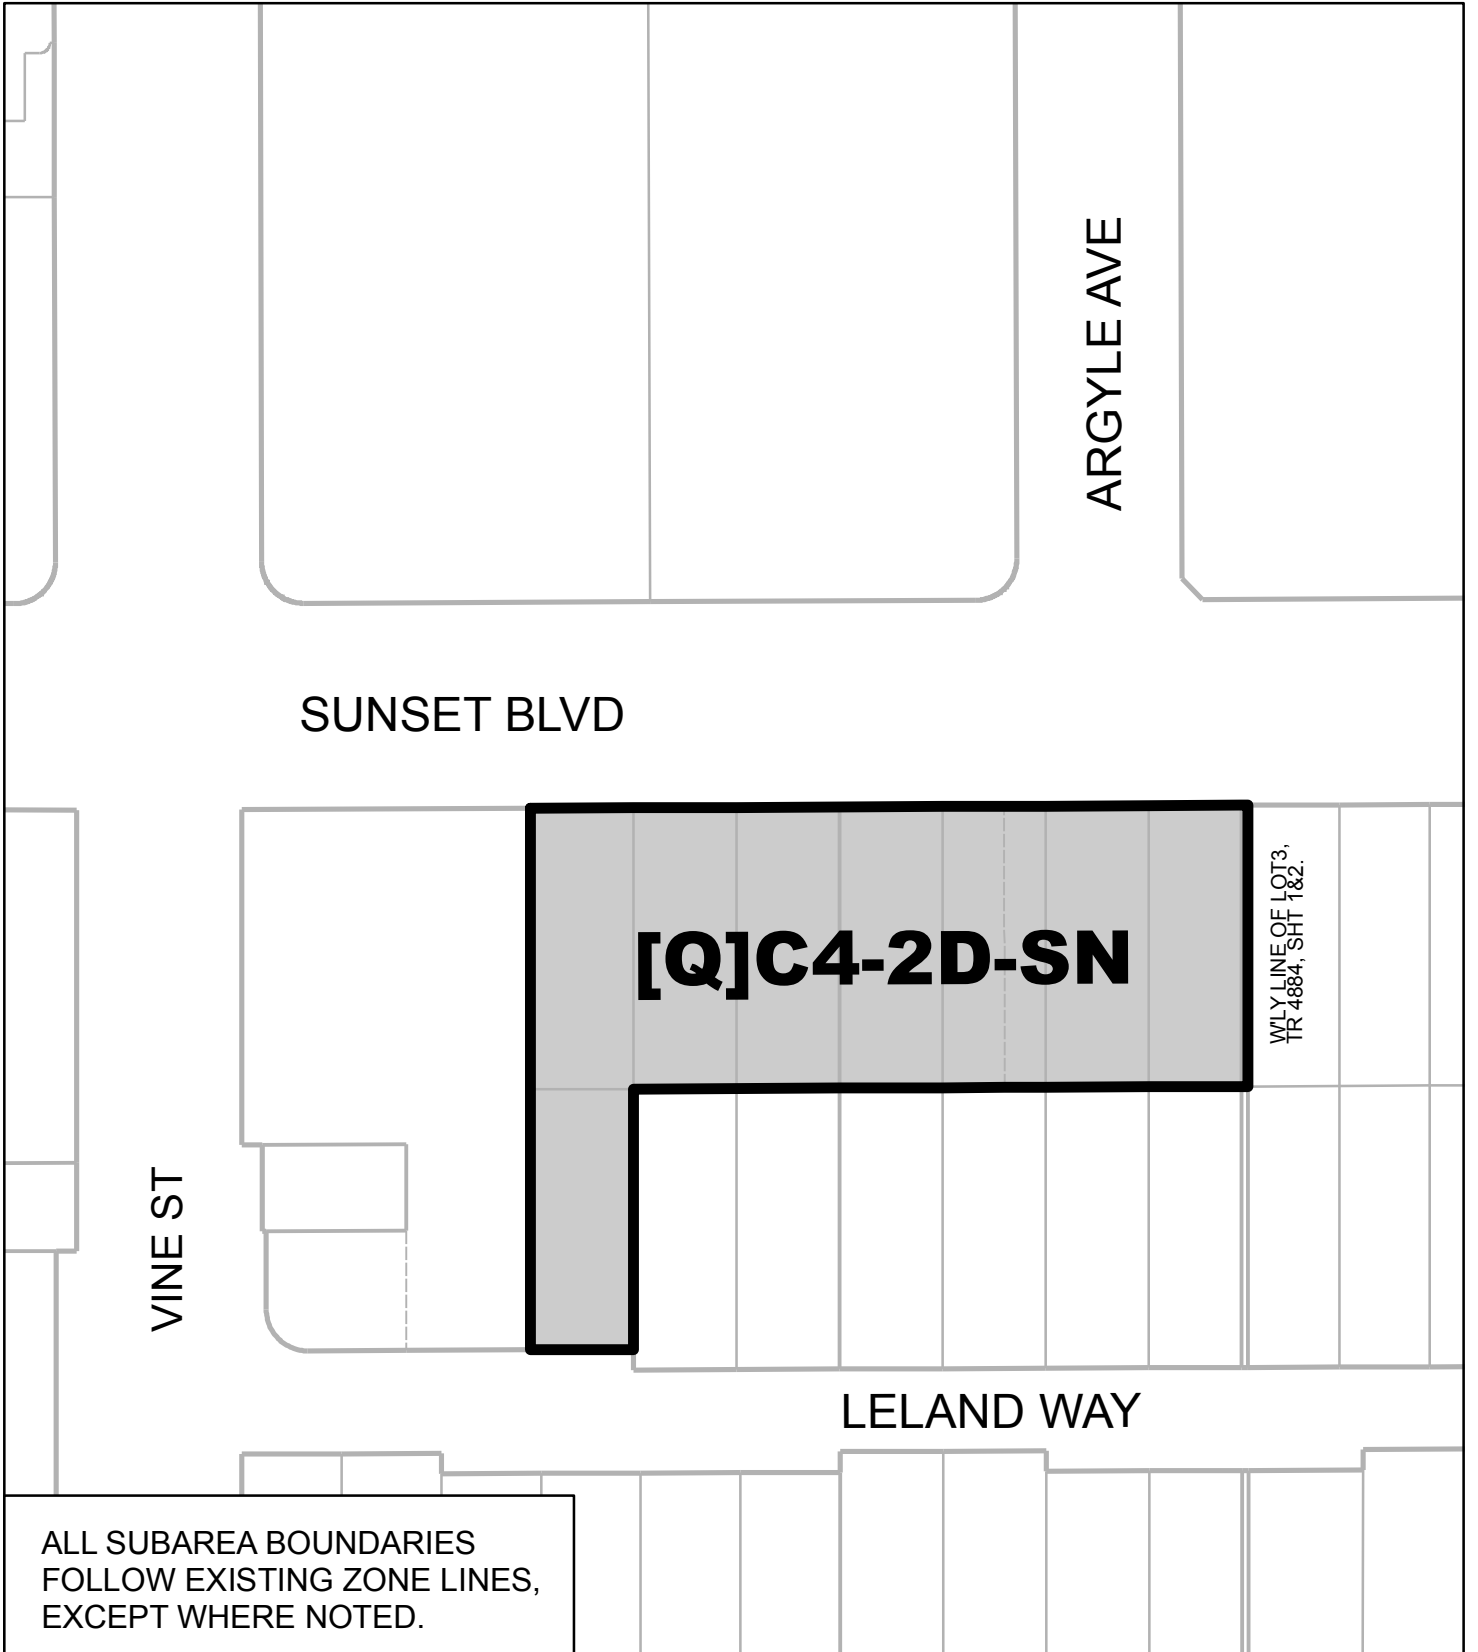 ARGYLE AVE
SUNSET BLVD
[Q]C4-2D-SN
W'LY LINE OF LOT3,
TR 4884, SHT 1&2.
VINE ST
LELAND WAY
ALL SUBAREA BOUNDARIES
FOLLOW EXISTING ZONE LINES,
EXCEPT WHERE NOTED.